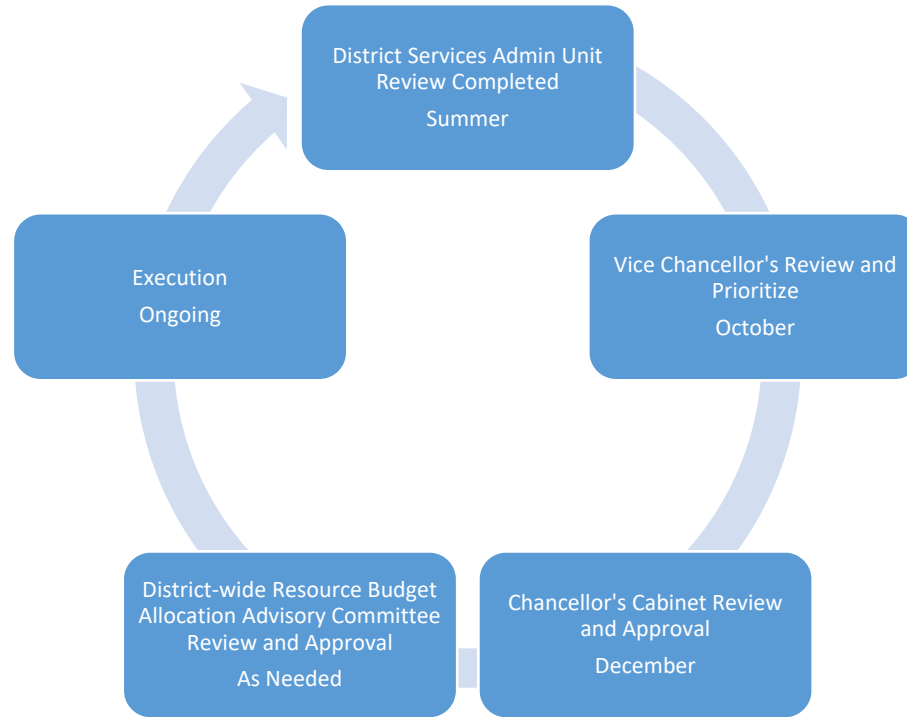 District Services Admin Unit
Review Completed
Summer
Vice Chancellor's Review and
Prioritize
October
Chancellor's Cabinet Review
and Approval
December
District-wide Resource Budget
Allocation Advisory Committee
Review and Approval
As Needed
Execution
Ongoing